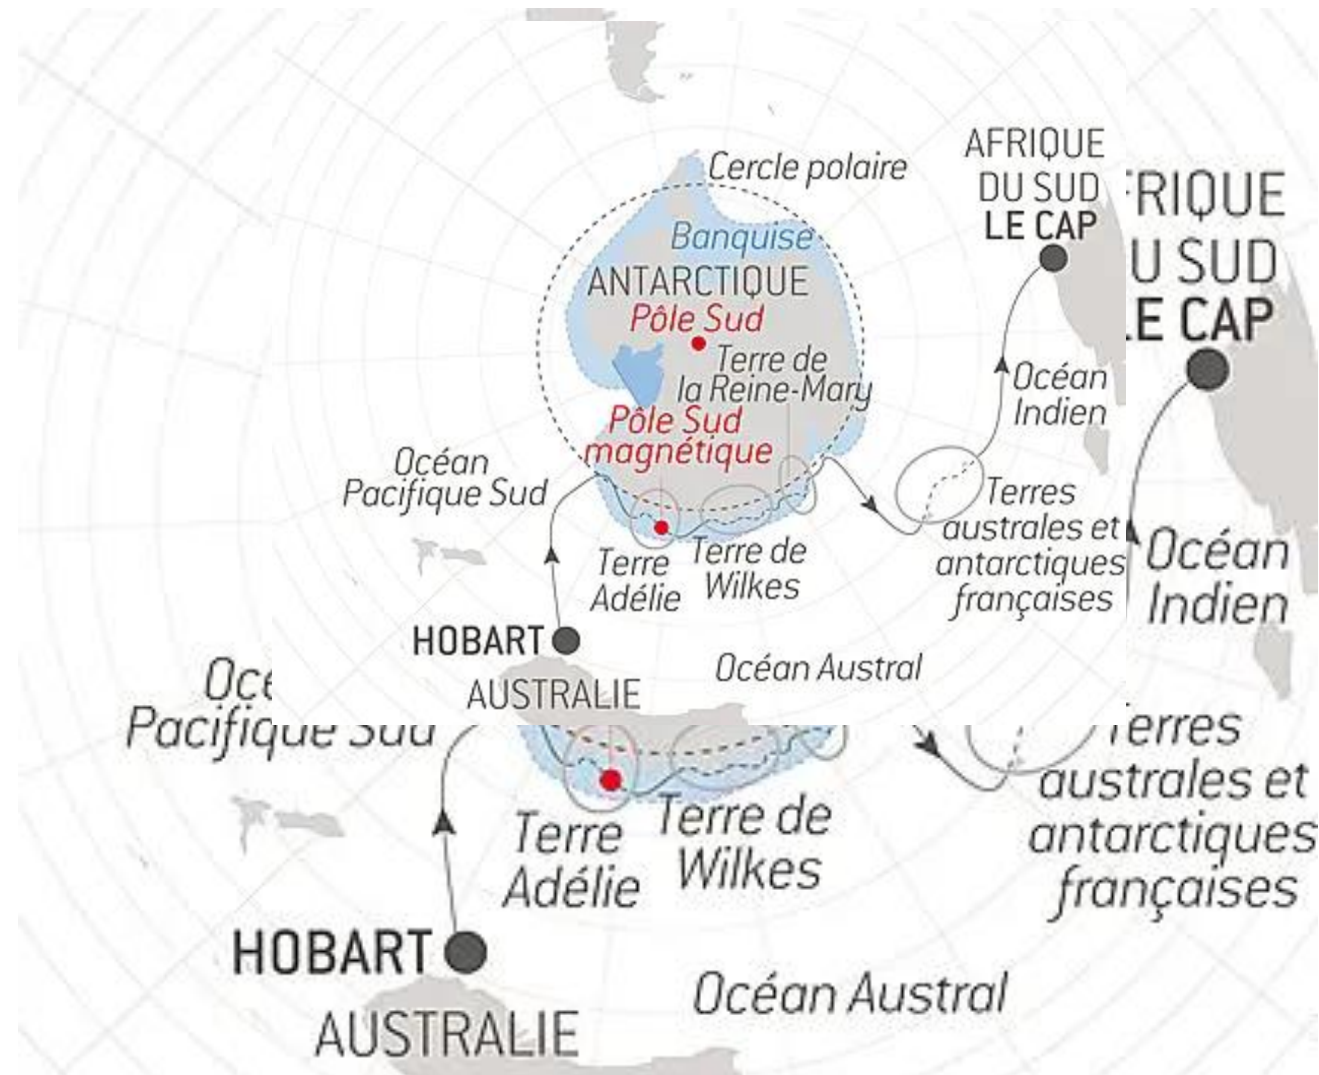 Cercle polaire
AFRIQUE
DU SUD
LE CAP
Banquise
ANTARCTIQUE
Pôle Sud
Terre de
la Reine-Mary
Pôle Sud
magnétique
Océan
Indien
Océan
Pacifique Sud
Terres
australes et
antarctiques
françaises
Terre
Adélie
Terre de
Wilkes
HOBART
AUSTRALIE
Océan Austral
FRIQUE
U SUD
LE CAP
Océan
Indien
Océ
Pacifique Sud
Terres
australes et
antarctiques
françaises
Terre
Adélie
Terre de
Wilkes
HOBART
AUSTRALIE
Océan Austral